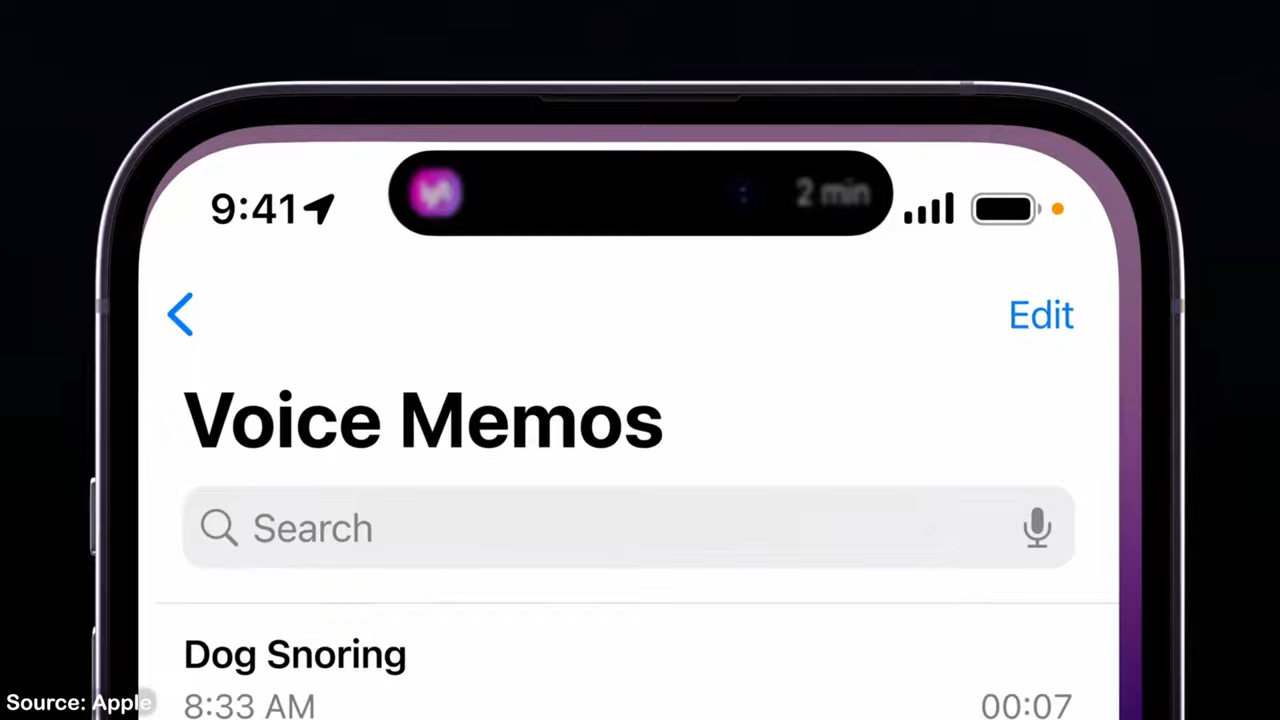 9:41
2 min
Edit
Voice Memos
Search
Dog Snoring
8:33 AM
00:07
Source: Apple